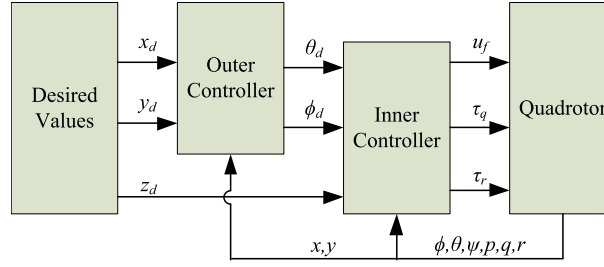 Desired
Values
x_d
y_d
z_d
Outer
Controller
θ_d
ϕ_d
Inner
Controller
u_f
τ_q
τ_r
Quadrotor
x,y
ϕ,θ,ψ,p,q,r